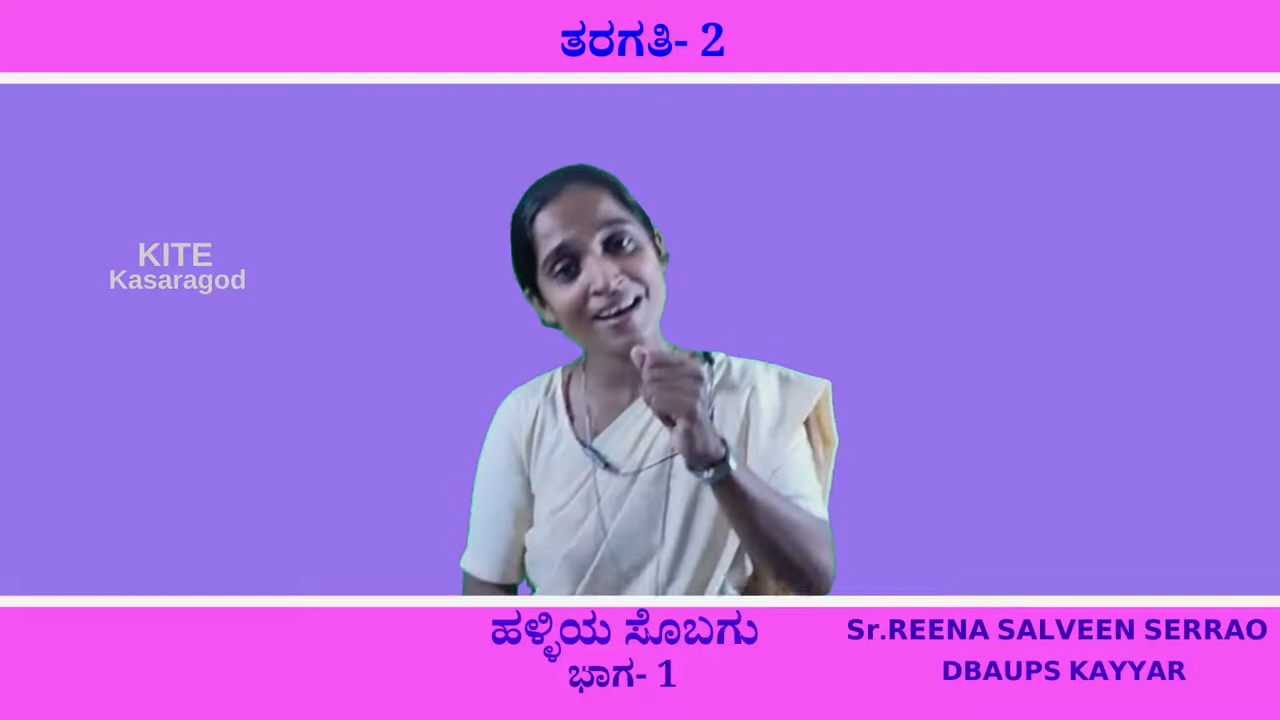 ತರಗತಿ- 2
KITE
Kasaragod
ಹಳ್ಳಿಯ ಸೊಬಗು
ಭಾಗ- 1
Sr.REENA SALVEEN SERRAO
DBAUPS KAYYAR